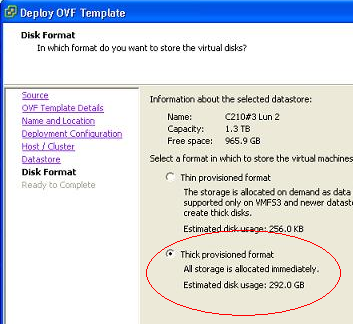 Deploy OVF Template
Disk Format
In which format do you want to store the virtual disks?
Source
OVF Template Details
Name and Location
Deployment Configuration
Host / Cluster
Datastore
Disk Format
Ready to Complete
Information about the selected datastore:
Name: C210#3 Lun 2
Capacity: 1.3 TB
Free space: 965.9 GB
Select a format in which to store the virtual machines
Thin provisioned format
The storage is allocated on demand as data
supported only on VMFS3 and newer datasto
create thick disks.
Estimated disk usage: 256.0 KB
Thick provisioned format
All storage is allocated immediately.
Estimated disk usage: 292.0 GB